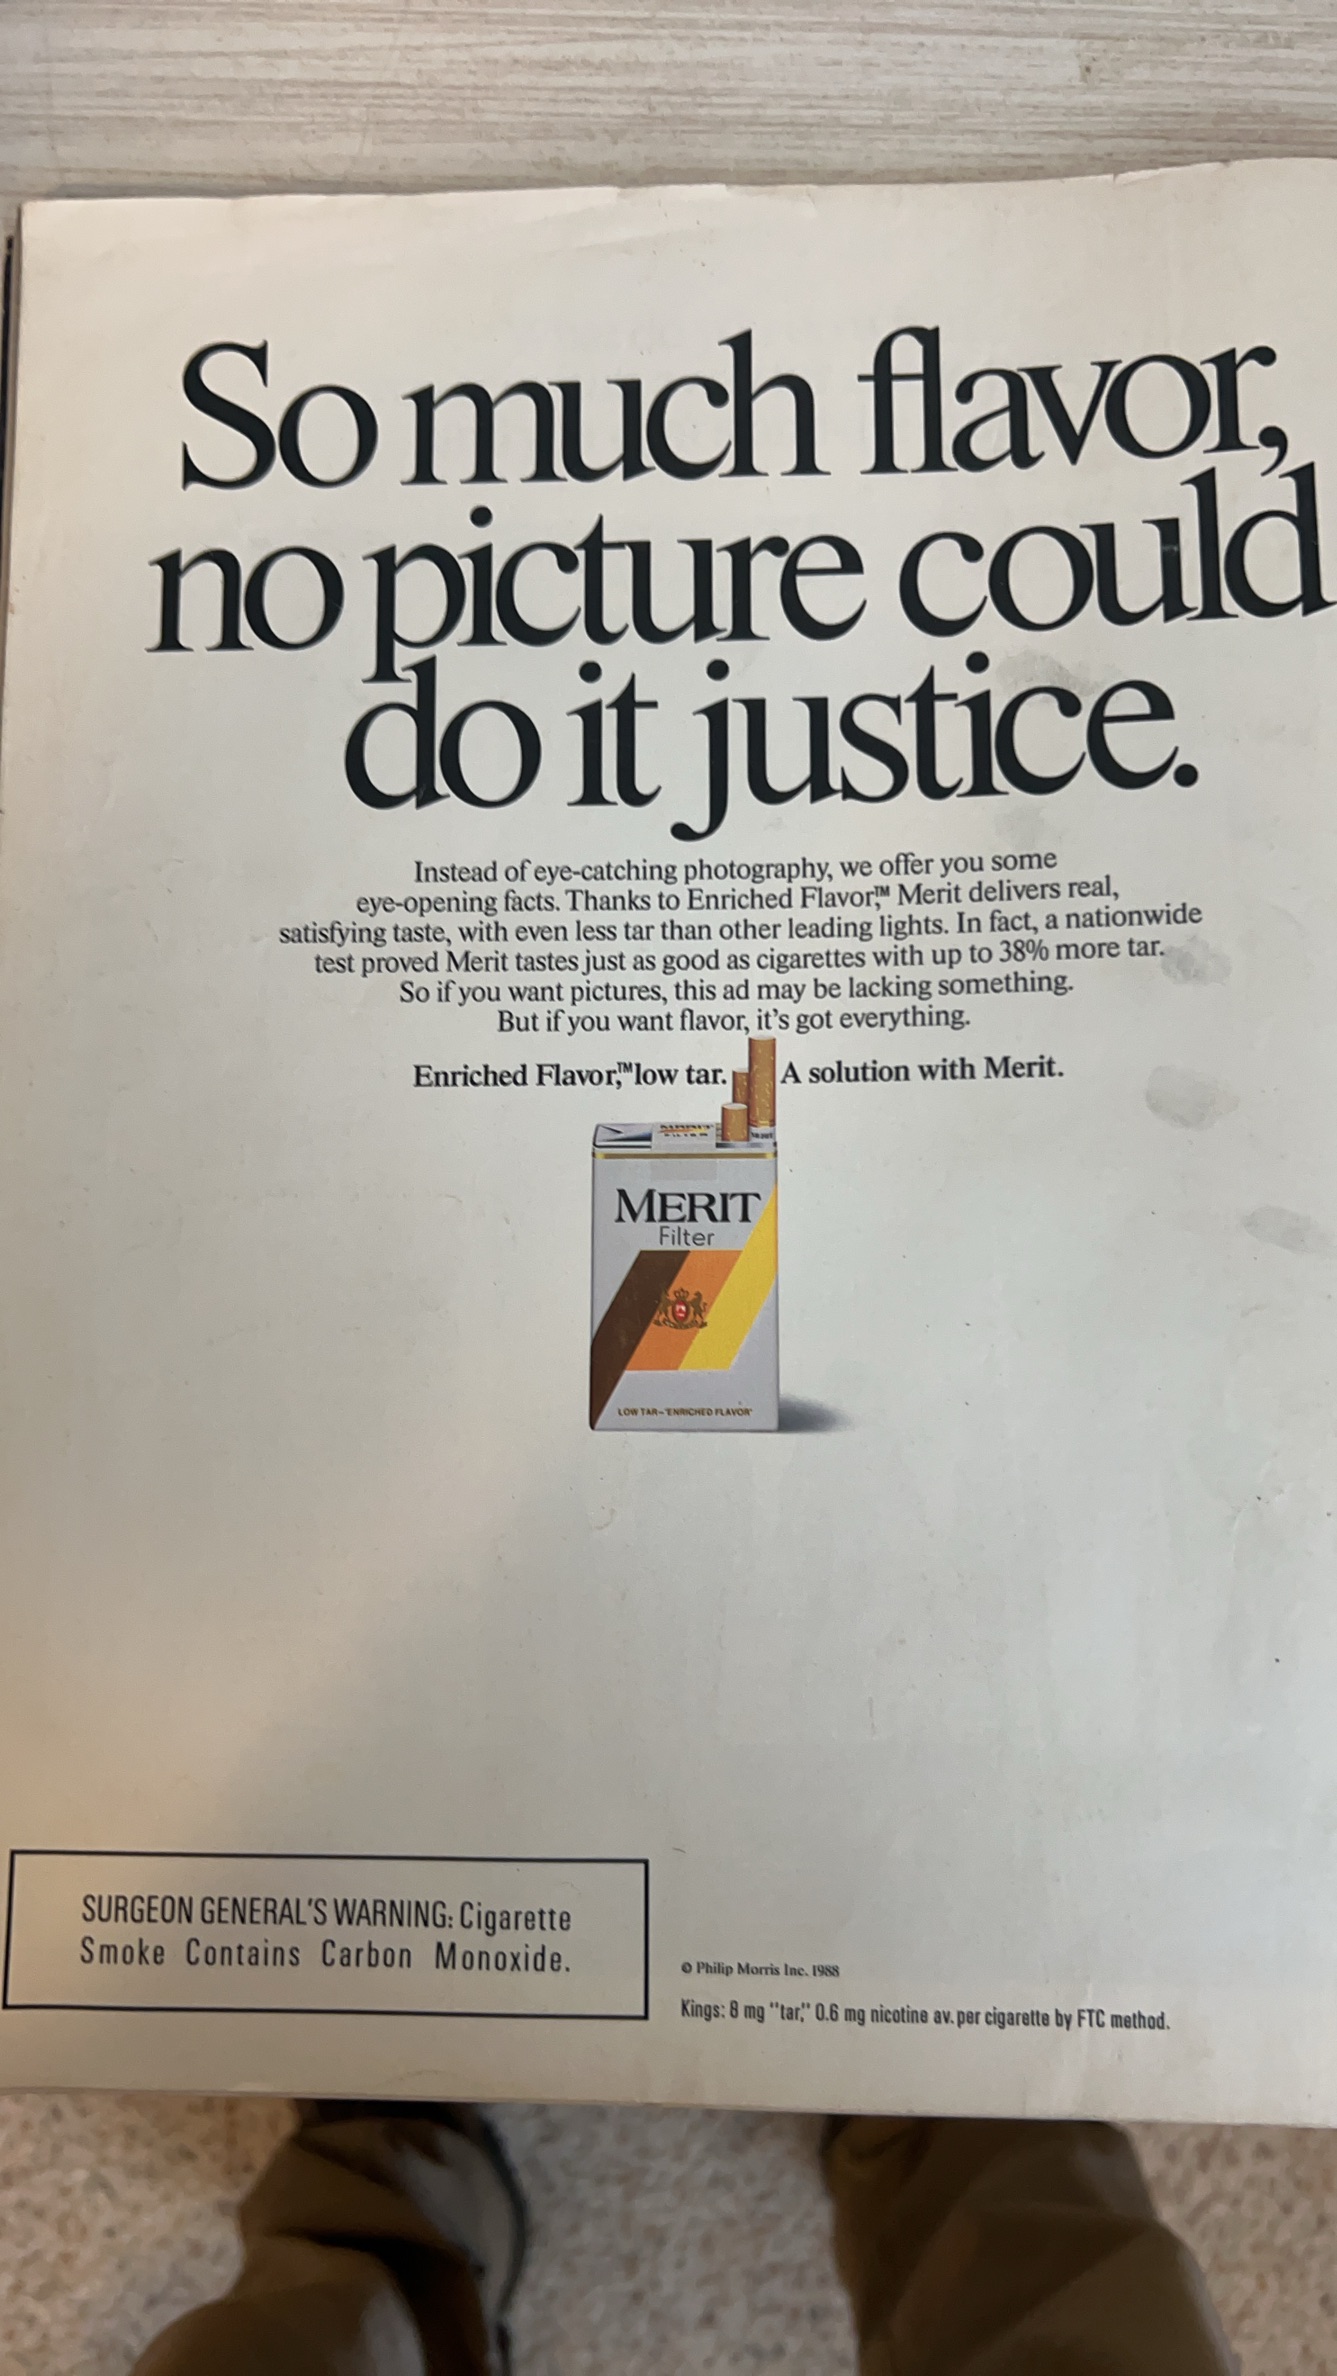 So much flavor,
no picture could
do it justice.
Instead of eye-catching photography, we offer you some
eye-opening facts. Thanks to Enriched Flavor,™ Merit delivers real,
satisfying taste, with even less tar than other leading lights. In fact, a nationwide
test proved Merit tastes just as good as cigarettes with up to 38% more tar.
So if you want pictures, this ad may be lacking something.
But if you want flavor, it's got everything.
Enriched Flavor,™ low tar. A solution with Merit.
MERIT
Filter
LOW TAR–'ENRICHED FLAVOR'
SURGEON GENERAL'S WARNING: Cigarette
Smoke Contains Carbon Monoxide.
© Philip Morris Inc. 1988
Kings: 8 mg "tar," 0.6 mg nicotine av. per cigarette by FTC method.